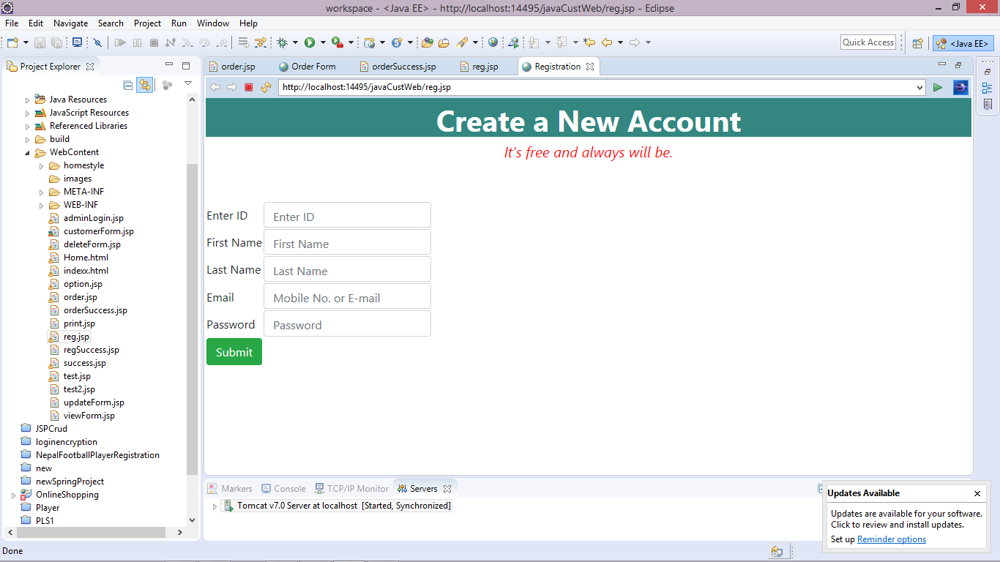 workspace - <Java EE> - http://localhost:14495/javaCustWeb/reg.jsp - Eclipse
File Edit Navigate Search Project Run Window Help
Quick Access <Java EE>
Project Explorer
order.jsp Order Form orderSuccess.jsp reg.jsp Registration
http://localhost:14495/javaCustWeb/reg.jsp
Java Resources
JavaScript Resources
Referenced Libraries
build
WebContent
homestyle
images
META-INF
WEB-INF
adminLogin.jsp
customerForm.jsp
deleteForm.jsp
Home.html
indexx.html
option.jsp
order.jsp
orderSuccess.jsp
print.jsp
reg.jsp
regSuccess.jsp
success.jsp
test.jsp
test2.jsp
updateForm.jsp
viewForm.jsp
JSPCrud
loginencryption
NepalFootballPlayerRegistration
new
newSpringProject
OnlineShopping
Player
PLS1
Create a New Account
It's free and always will be.
Enter ID Enter ID
First Name First Name
Last Name Last Name
Email Mobile No. or E-mail
Password Password
Submit
Markers Console TCP/IP Monitor Servers
Tomcat v7.0 Server at localhost [Started, Synchronized]
Updates Available
Updates are available for your software.
Click to review and install updates.
Set up Reminder options
Done